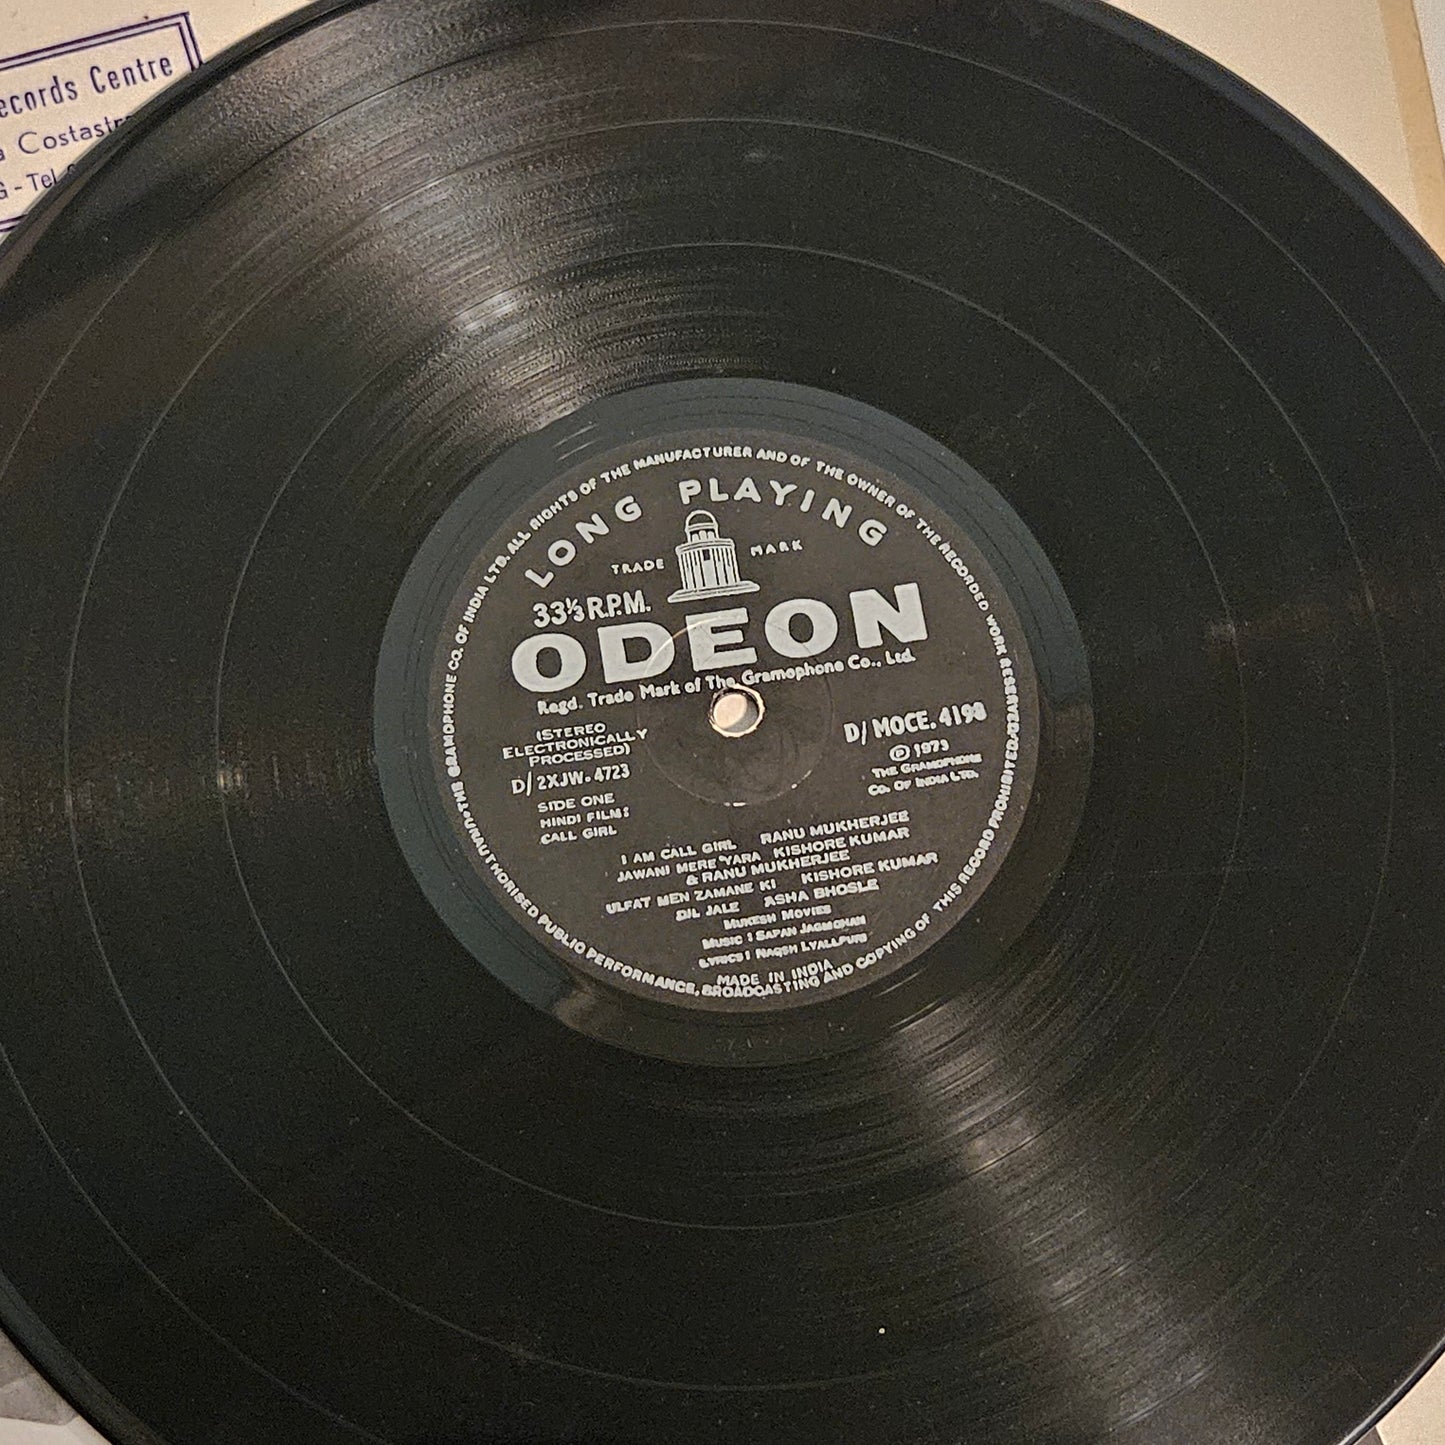 ecords Centre
a Costastr
G - Tel
THE GRAMOPHONE CO. OF INDIA LTD. ALL RIGHTS OF THE MANUFACTURER AND OF THE OWNER OF THE RECORDED WORK RESERVED
UNAUTHORISED PUBLIC PERFORMANCE, BROADCASTING AND COPYING OF THIS RECORD PROHIBITED
LONG PLAYING
TRADE MARK
33⅓ R.P.M.
ODEON
Regd. Trade Mark of The Gramophone Co., Ltd.
(STEREO
ELECTRONICALLY
PROCESSED)
D/2XJW. 4723
SIDE ONE
HINDI FILM:
CALL GIRL
D/MOCE. 4198
Ⓟ 1973
THE GRAMOPHONE
CO. OF INDIA LTD.
I AM CALL GIRL RANU MUKHERJEE
JAWANI MERE YARA KISHORE KUMAR
& RANU MUKHERJEE
ULFAT MEN ZAMANE KI KISHORE KUMAR
DIL JALE ASHA BHOSLE
MUKESH MOVIES
MUSIC: SAPAN JAGMOHAN
LYRICS: NAQSH LYALLPURI
MADE IN INDIA